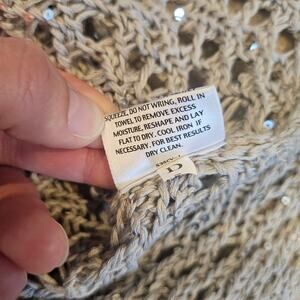 SQUEEZE, DO NOT WRING, ROLL IN
TOWEL TO REMOVE EXCESS
MOISTURE, RESHAPE AND LAY
FLAT TO DRY. COOL IRON IF
NECESSARY. FOR BEST RESULTS
DRY CLEAN.